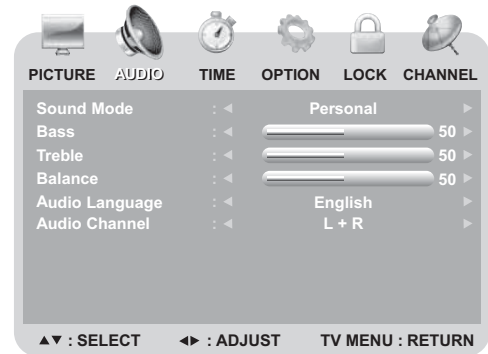 PICTURE AUDIO TIME OPTION LOCK CHANNEL
Sound Mode : ◄ Personal ►
Bass : ◄ 50 ►
Treble : ◄ 50 ►
Balance : ◄ 50 ►
Audio Language : ◄ English ►
Audio Channel : ◄ L + R ►
▲▼ : SELECT ◄► : ADJUST TV MENU : RETURN